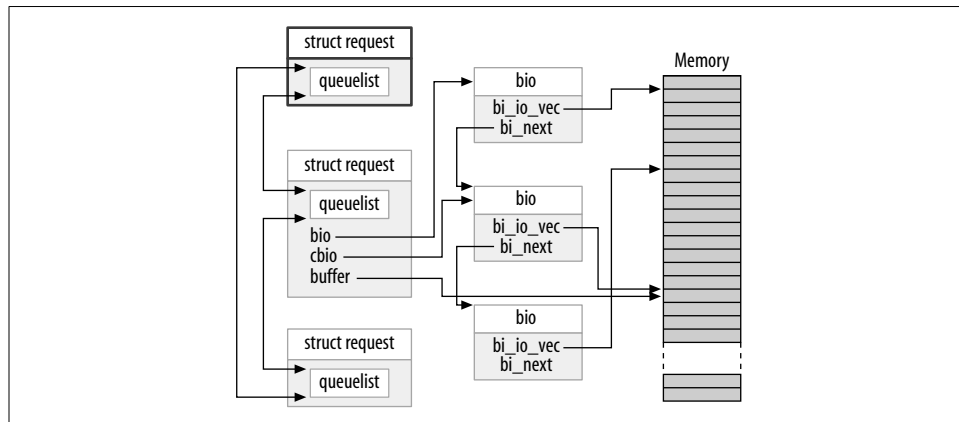 struct request
queuelist
struct request
queuelist
bio
cbio
buffer
struct request
queuelist
bio
bi_io_vec
bi_next
bio
bi_io_vec
bi_next
bio
bi_io_vec
bi_next
Memory